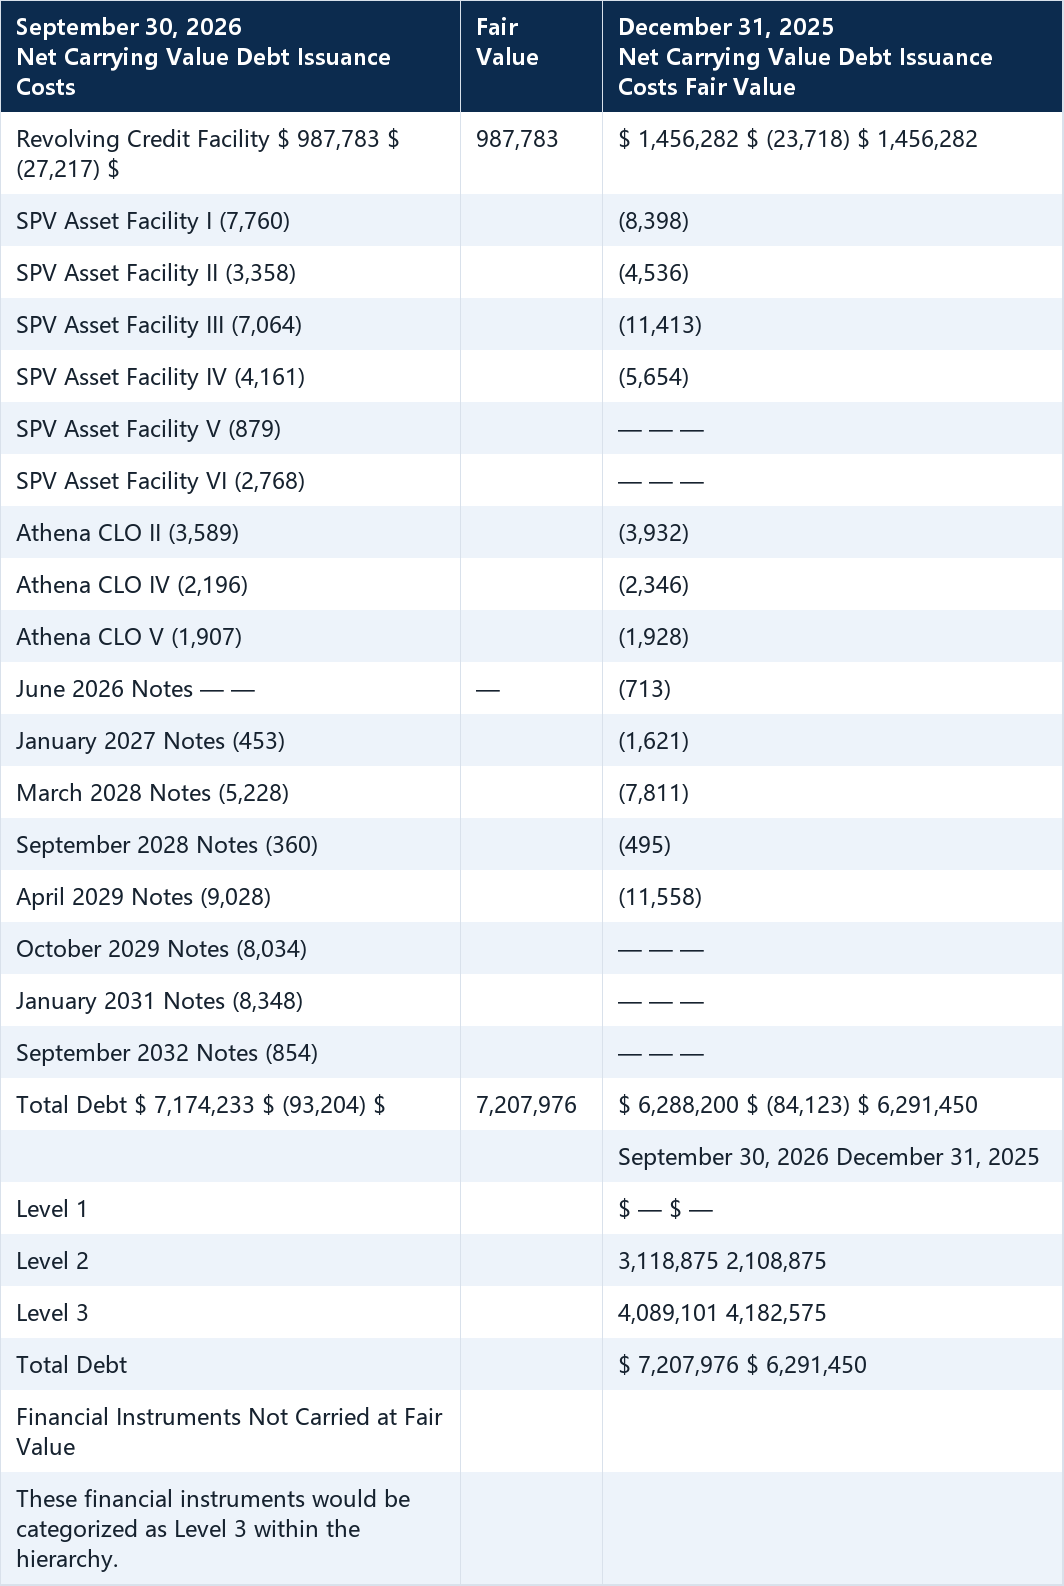 September 30, 2026
Net Carrying Value Debt Issuance
Costs
Fair
Value
December 31, 2025
Net Carrying Value Debt Issuance
Costs Fair Value
Revolving Credit Facility $ 987,783 $
(27,217) $
987,783
$ 1,456,282 $ (23,718) $ 1,456,282
SPV Asset Facility I (7,760)
(8,398)
SPV Asset Facility II (3,358)
(4,536)
SPV Asset Facility III (7,064)
(11,413)
SPV Asset Facility IV (4,161)
(5,654)
SPV Asset Facility V (879)
— — —
SPV Asset Facility VI (2,768)
— — —
Athena CLO II (3,589)
(3,932)
Athena CLO IV (2,196)
(2,346)
Athena CLO V (1,907)
(1,928)
June 2026 Notes — —
—
(713)
January 2027 Notes (453)
(1,621)
March 2028 Notes (5,228)
(7,811)
September 2028 Notes (360)
(495)
April 2029 Notes (9,028)
(11,558)
October 2029 Notes (8,034)
— — —
January 2031 Notes (8,348)
— — —
September 2032 Notes (854)
— — —
Total Debt $ 7,174,233 $ (93,204) $
7,207,976
$ 6,288,200 $ (84,123) $ 6,291,450
September 30, 2026 December 31, 2025
Level 1
$ — $ —
Level 2
3,118,875 2,108,875
Level 3
4,089,101 4,182,575
Total Debt
$ 7,207,976 $ 6,291,450
Financial Instruments Not Carried at Fair
Value
These financial instruments would be
categorized as Level 3 within the
hierarchy.